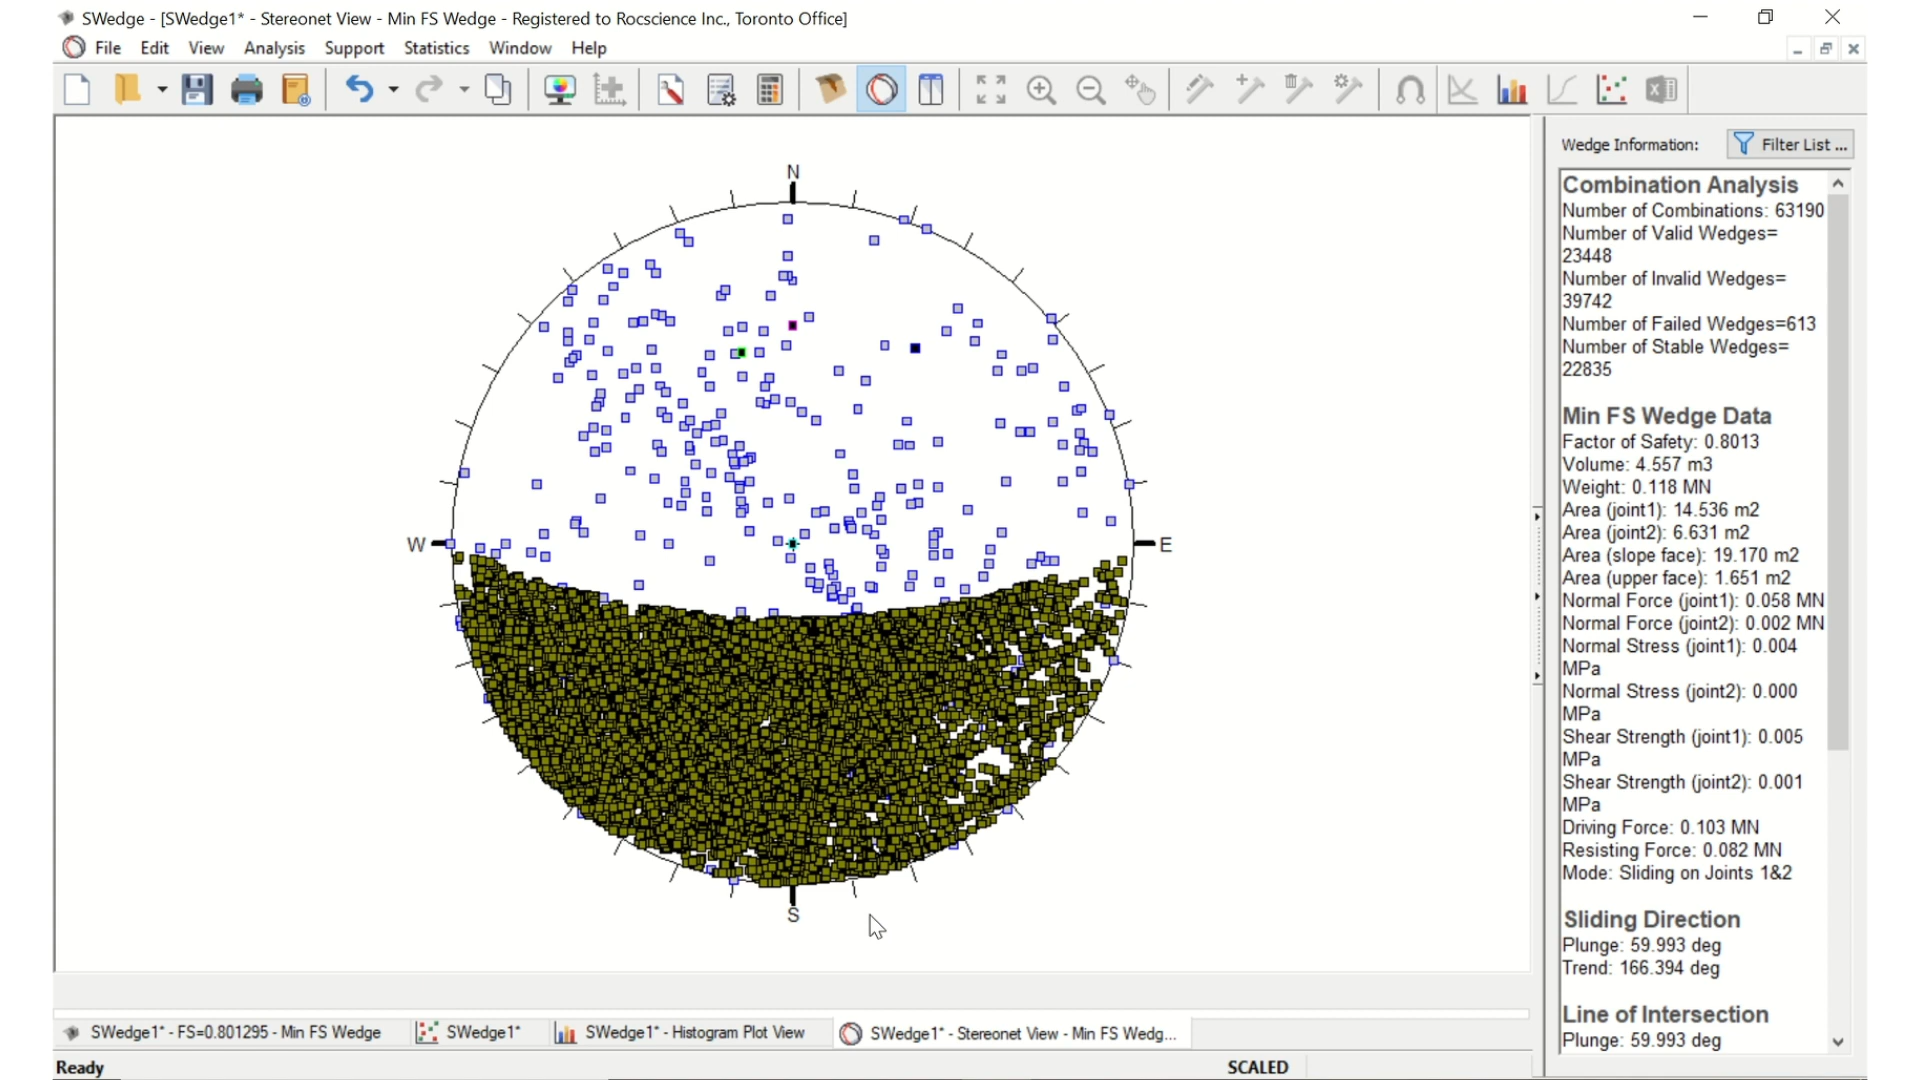 SWedge - [SWedge1* - Stereonet View - Min FS Wedge - Registered to Rocscience Inc., Toronto Office]
File Edit View Analysis Support Statistics Window Help
N
W
E
S
Wedge Information:
Filter List ...
Combination Analysis
Number of Combinations: 63190
Number of Valid Wedges=
23448
Number of Invalid Wedges=
39742
Number of Failed Wedges=613
Number of Stable Wedges=
22835
Min FS Wedge Data
Factor of Safety: 0.8013
Volume: 4.557 m3
Weight: 0.118 MN
Area (joint1): 14.536 m2
Area (joint2): 6.631 m2
Area (slope face): 19.170 m2
Area (upper face): 1.651 m2
Normal Force (joint1): 0.058 MN
Normal Force (joint2): 0.002 MN
Normal Stress (joint1): 0.004
MPa
Normal Stress (joint2): 0.000
MPa
Shear Strength (joint1): 0.005
MPa
Shear Strength (joint2): 0.001
MPa
Driving Force: 0.103 MN
Resisting Force: 0.082 MN
Mode: Sliding on Joints 1&2
Sliding Direction
Plunge: 59.993 deg
Trend: 166.394 deg
Line of Intersection
Plunge: 59.993 deg
SWedge1* - FS=0.801295 - Min FS Wedge
SWedge1*
SWedge1* - Histogram Plot View
SWedge1* - Stereonet View - Min FS Wedg...
Ready
SCALED